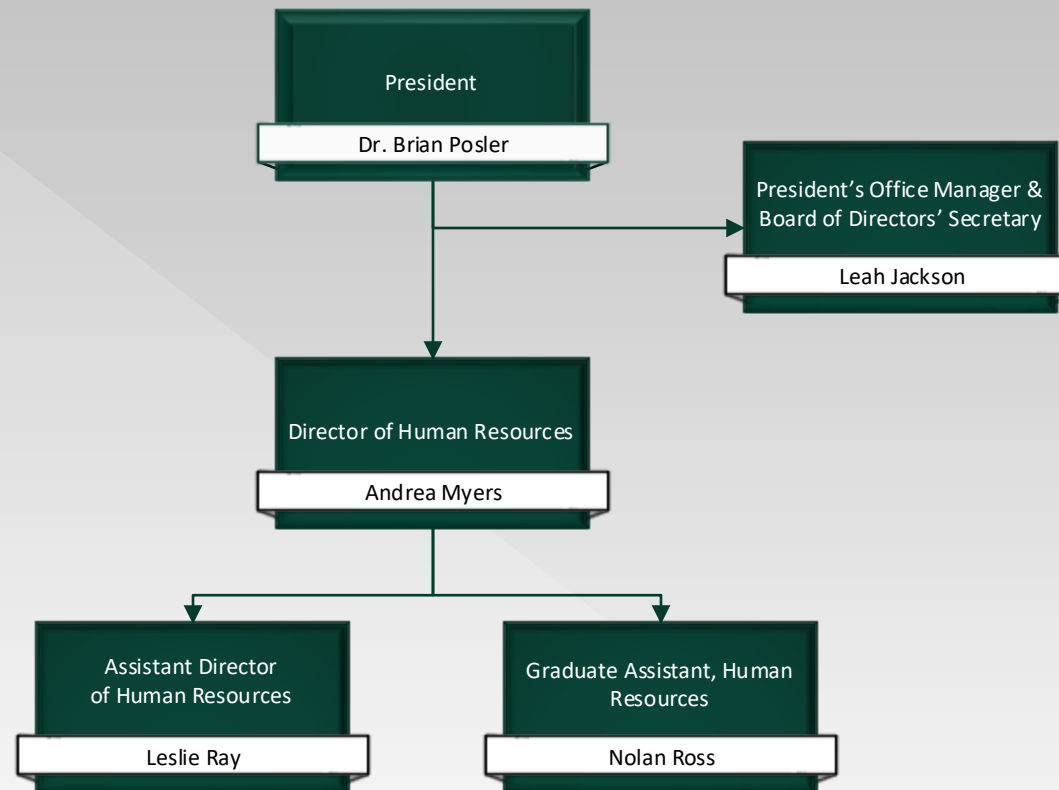 President
Dr. Brian Posler
President’s Office Manager &
Board of Directors’ Secretary
Leah Jackson
Director of Human Resources
Andrea Myers
Assistant Director
of Human Resources
Leslie Ray
Graduate Assistant, Human
Resources
Nolan Ross